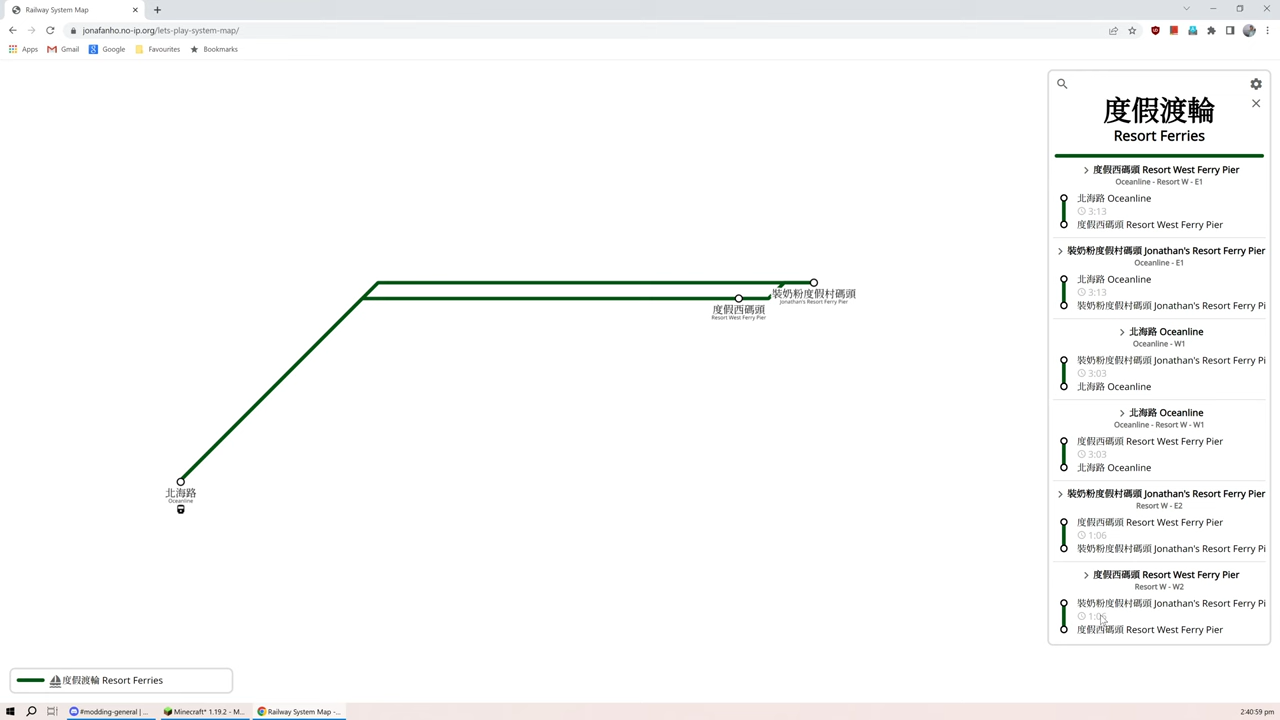 Railway System Map
jonafanho.no-ip.org/lets-play-system-map/
Apps
Gmail
Google
Favourites
Bookmarks
度假渡輪
Resort Ferries
度假西碼頭 Resort West Ferry Pier
Oceanline - Resort W - E1
北海路 Oceanline
3:13
度假西碼頭 Resort West Ferry Pier
裝奶粉度假村碼頭 Jonathan's Resort Ferry Pier
Oceanline - E1
北海路 Oceanline
3:13
裝奶粉度假村碼頭 Jonathan's Resort Ferry Pi
北海路 Oceanline
Oceanline - W1
裝奶粉度假村碼頭 Jonathan's Resort Ferry Pi
3:03
北海路 Oceanline
北海路 Oceanline
Oceanline - Resort W - W1
度假西碼頭 Resort West Ferry Pier
3:03
北海路 Oceanline
裝奶粉度假村碼頭 Jonathan's Resort Ferry Pier
Resort W - E2
度假西碼頭 Resort West Ferry Pier
1:06
裝奶粉度假村碼頭 Jonathan's Resort Ferry Pi
度假西碼頭 Resort West Ferry Pier
Resort W - W2
裝奶粉度假村碼頭 Jonathan's Resort Ferry Pi
度假西碼頭 Resort West Ferry Pier
裝奶粉度假村碼頭
Jonathan's Resort Ferry Pier
度假西碼頭
Resort West Ferry Pier
北海路
Oceanline
度假渡輪 Resort Ferries
#modding-general | ...
Minecraft* 1.19.2 - M...
Railway System Map -...
2:40:59 pm